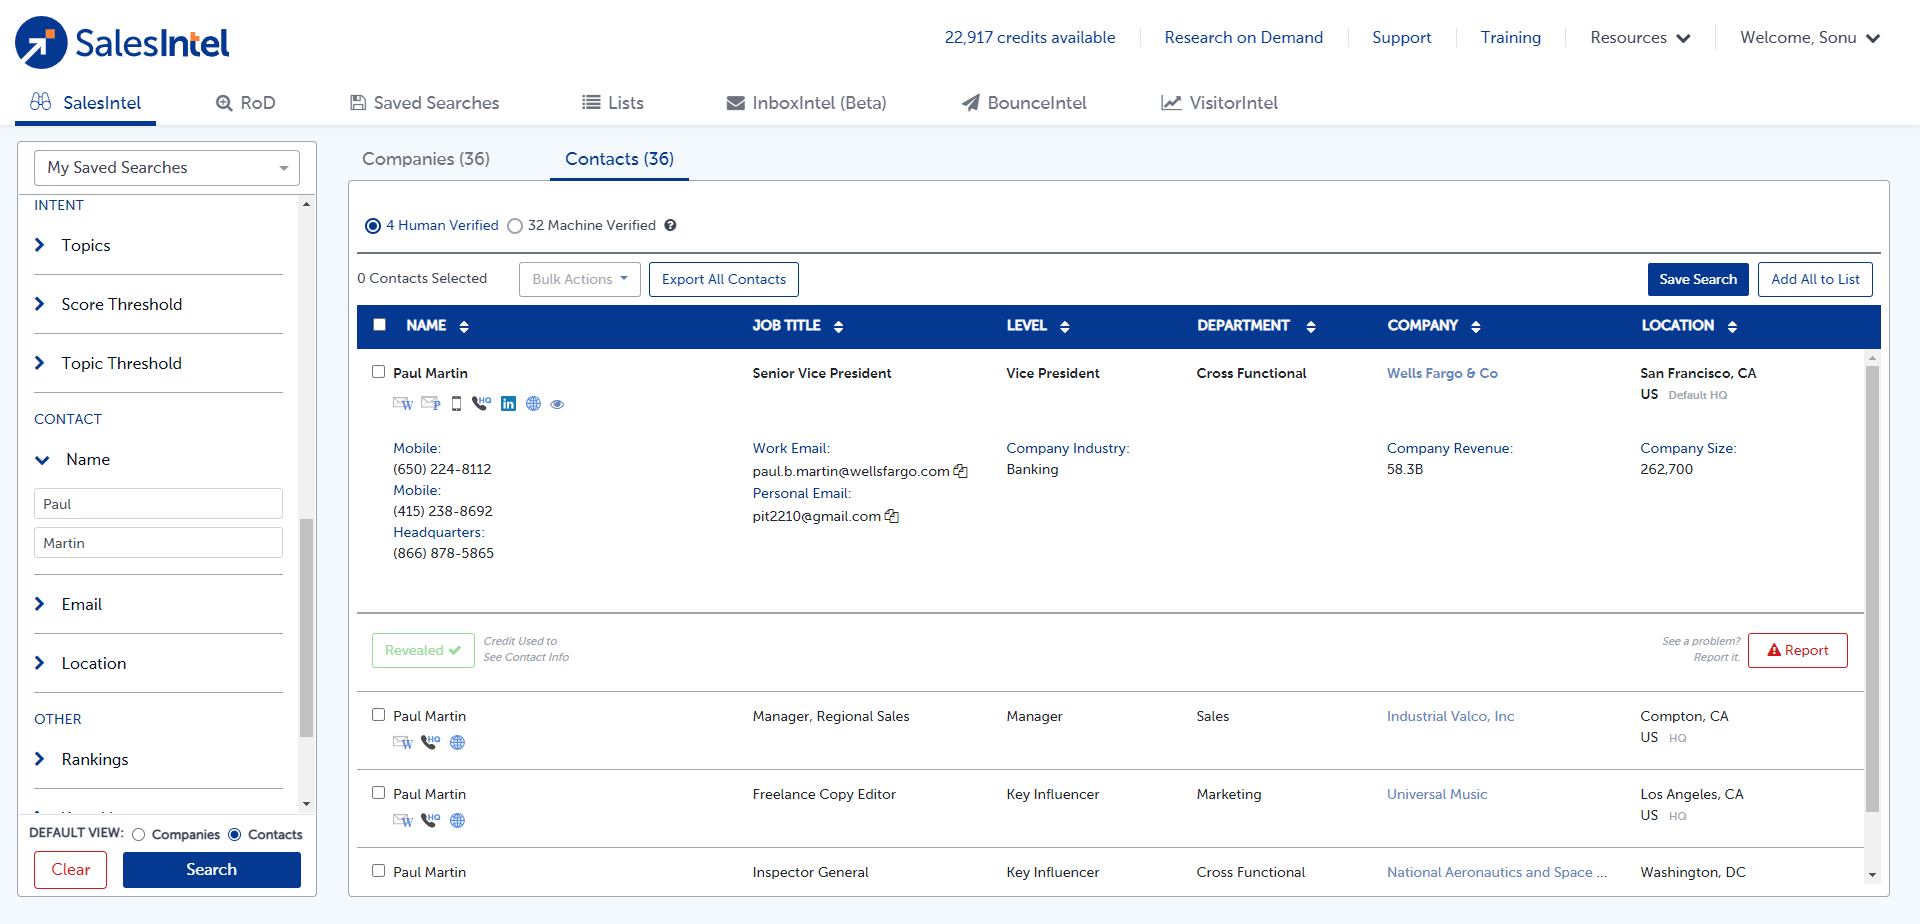 SalesIntel
22,917 credits available
Research on Demand
Support
Training
Resources
Welcome, Sonu
SalesIntel
RoD
Saved Searches
Lists
InboxIntel (Beta)
BounceIntel
VisitorIntel
My Saved Searches
INTENT
Topics
Score Threshold
Topic Threshold
CONTACT
Name
Paul
Martin
Email
Location
OTHER
Rankings
DEFAULT VIEW: Companies Contacts
Clear
Search
Companies (36)
Contacts (36)
4 Human Verified
32 Machine Verified
0 Contacts Selected
Bulk Actions
Export All Contacts
Save Search
Add All to List
NAME JOB TITLE LEVEL DEPARTMENT COMPANY LOCATION
Paul Martin Senior Vice President Vice President Cross Functional Wells Fargo & Co San Francisco, CA
US Default HQ
W P HQ in
Mobile: Work Email: Company Industry: Company Revenue: Company Size:
(650) 224-8112 paul.b.martin@wellsfargo.com Banking 58.3B 262,700
Mobile: Personal Email:
(415) 238-8692 pit2210@gmail.com
Headquarters:
(866) 878-5865
Revealed
Credit Used to
See Contact Info
See a problem?
Report it.
Report
Paul Martin Manager, Regional Sales Manager Sales Industrial Valco, Inc Compton, CA
W HQ US HQ
Paul Martin Freelance Copy Editor Key Influencer Marketing Universal Music Los Angeles, CA
W HQ US HQ
Paul Martin Inspector General Key Influencer Cross Functional National Aeronautics and Space ... Washington, DC